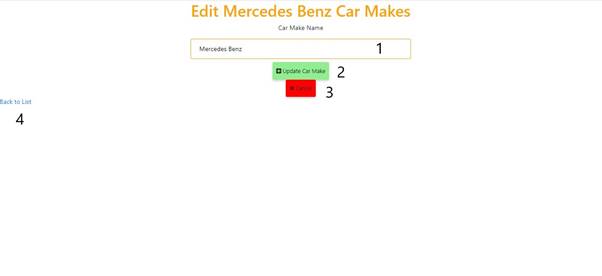 Edit Mercedes Benz Car Makes
Car Make Name
Mercedes Benz 1
Update Car Make 2
Cancel 3
Back to List
4